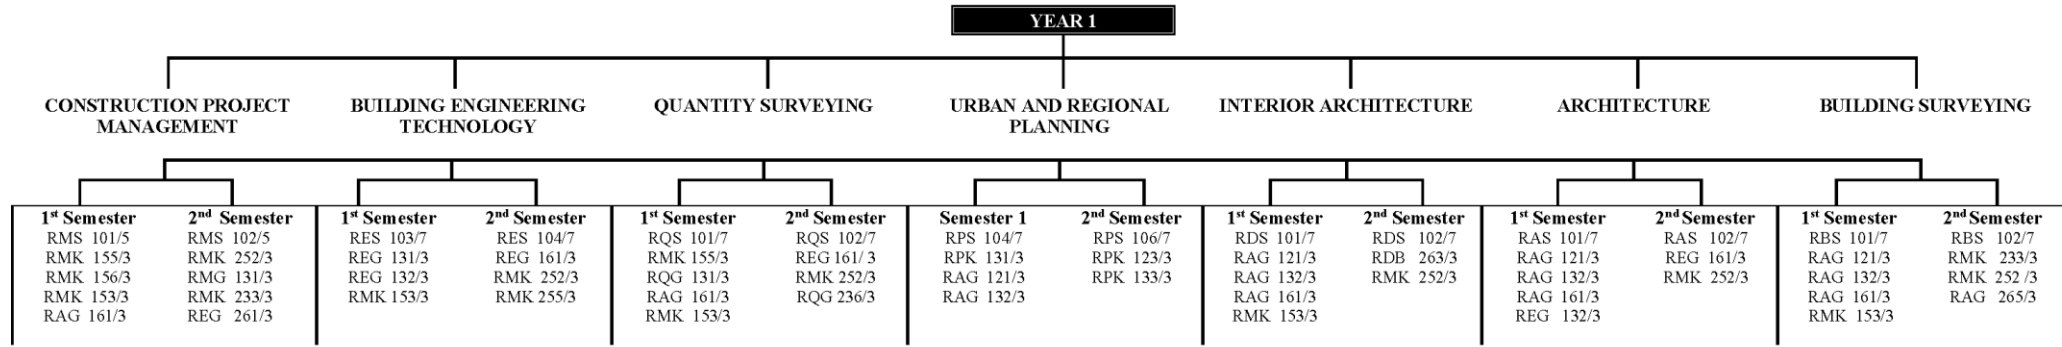 YEAR 1
CONSTRUCTION PROJECT
MANAGEMENT
BUILDING ENGINEERING
TECHNOLOGY
QUANTITY SURVEYING
URBAN AND REGIONAL
PLANNING
INTERIOR ARCHITECTURE
ARCHITECTURE
BUILDING SURVEYING
1st Semester
RMS 101/5
RMK 155/3
RMK 156/3
RMK 153/3
RAG 161/3
2nd Semester
RMS 102/5
RMK 252/3
RMG 131/3
RMK 233/3
REG 261/3
1st Semester
RES 103/7
REG 131/3
REG 132/3
RMK 153/3
2nd Semester
RES 104/7
REG 161/3
RMK 252/3
RMK 255/3
1st Semester
RQS 101/7
RMK 155/3
RQG 131/3
RAG 161/3
RMK 153/3
2nd Semester
RQS 102/7
REG 161/ 3
RMK 252/3
RQG 236/3
Semester 1
RPS 104/7
RPK 131/3
RAG 121/3
RAG 132/3
2nd Semester
RPS 106/7
RPK 123/3
RPK 133/3
1st Semester
RDS 101/7
RAG 121/3
RAG 132/3
RAG 161/3
RMK 153/3
2nd Semester
RDS 102/7
RDB 263/3
RMK 252/3
1st Semester
RAS 101/7
RAG 121/3
RAG 132/3
RAG 161/3
REG 132/3
2nd Semester
RAS 102/7
REG 161/3
RMK 252/3
1st Semester
RBS 101/7
RAG 121/3
RAG 132/3
RAG 161/3
RMK 153/3
2nd Semester
RBS 102/7
RMK 233/3
RMK 252 /3
RAG 265/3